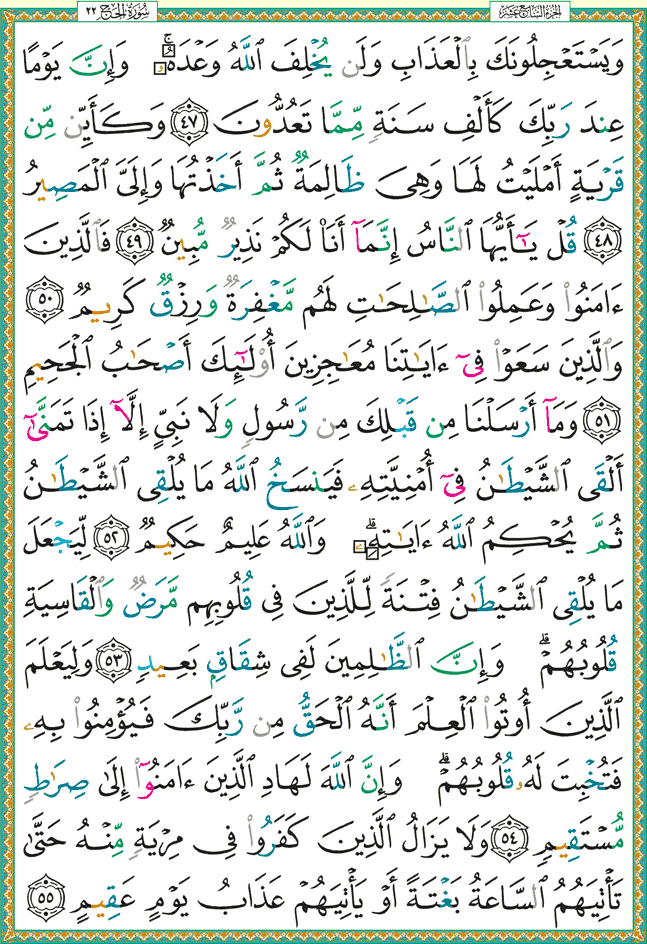 الجزء السابع عشر
سورة الحج ٢٢
وَيَسْتَعْجِلُونَكَ بِٱلْعَذَابِ وَلَن يُخْلِفَ ٱللَّهُ وَعْدَهُۥ ۚ وَإِنَّ يَوْمًا
عِندَ رَبِّكَ كَأَلْفِ سَنَةٍ مِّمَّا تَعُدُّونَ ٤٧ وَكَأَيِّن مِّن
قَرْيَةٍ أَمْلَيْتُ لَهَا وَهِىَ ظَالِمَةٌ ثُمَّ أَخَذْتُهَا وَإِلَىَّ ٱلْمَصِيرُ
٤٨ قُلْ يَـٰٓأَيُّهَا ٱلنَّاسُ إِنَّمَآ أَنَا۠ لَكُمْ نَذِيرٌ مُّبِينٌ ٤٩ فَٱلَّذِينَ
ءَامَنُوا۟ وَعَمِلُوا۟ ٱلصَّـٰلِحَـٰتِ لَهُم مَّغْفِرَةٌ وَرِزْقٌ كَرِيمٌ ٥٠
وَٱلَّذِينَ سَعَوْا۟ فِىٓ ءَايَـٰتِنَا مُعَـٰجِزِينَ أُو۟لَـٰٓئِكَ أَصْحَـٰبُ ٱلْجَحِيمِ
٥١ وَمَآ أَرْسَلْنَا مِن قَبْلِكَ مِن رَّسُولٍ وَلَا نَبِىٍّ إِلَّآ إِذَا تَمَنَّىٰٓ
أَلْقَى ٱلشَّيْطَـٰنُ فِىٓ أُمْنِيَّتِهِۦ فَيَنسَخُ ٱللَّهُ مَا يُلْقِى ٱلشَّيْطَـٰنُ
ثُمَّ يُحْكِمُ ٱللَّهُ ءَايَـٰتِهِۦ ۗ وَٱللَّهُ عَلِيمٌ حَكِيمٌ ٥٢ لِّيَجْعَلَ
مَا يُلْقِى ٱلشَّيْطَـٰنُ فِتْنَةً لِّلَّذِينَ فِى قُلُوبِهِم مَّرَضٌ وَٱلْقَاسِيَةِ
قُلُوبُهُمْ ۗ وَإِنَّ ٱلظَّـٰلِمِينَ لَفِى شِقَاقٍۭ بَعِيدٍ ٥٣ وَلِيَعْلَمَ
ٱلَّذِينَ أُوتُوا۟ ٱلْعِلْمَ أَنَّهُ ٱلْحَقُّ مِن رَّبِّكَ فَيُؤْمِنُوا۟ بِهِۦ
فَتُخْبِتَ لَهُۥ قُلُوبُهُمْ ۗ وَإِنَّ ٱللَّهَ لَهَادِ ٱلَّذِينَ ءَامَنُوٓا۟ إِلَىٰ صِرَٰطٍ
مُّسْتَقِيمٍ ٥٤ وَلَا يَزَالُ ٱلَّذِينَ كَفَرُوا۟ فِى مِرْيَةٍ مِّنْهُ حَتَّىٰ
تَأْتِيَهُمُ ٱلسَّاعَةُ بَغْتَةً أَوْ يَأْتِيَهُمْ عَذَابُ يَوْمٍ عَقِيمٍ ٥٥